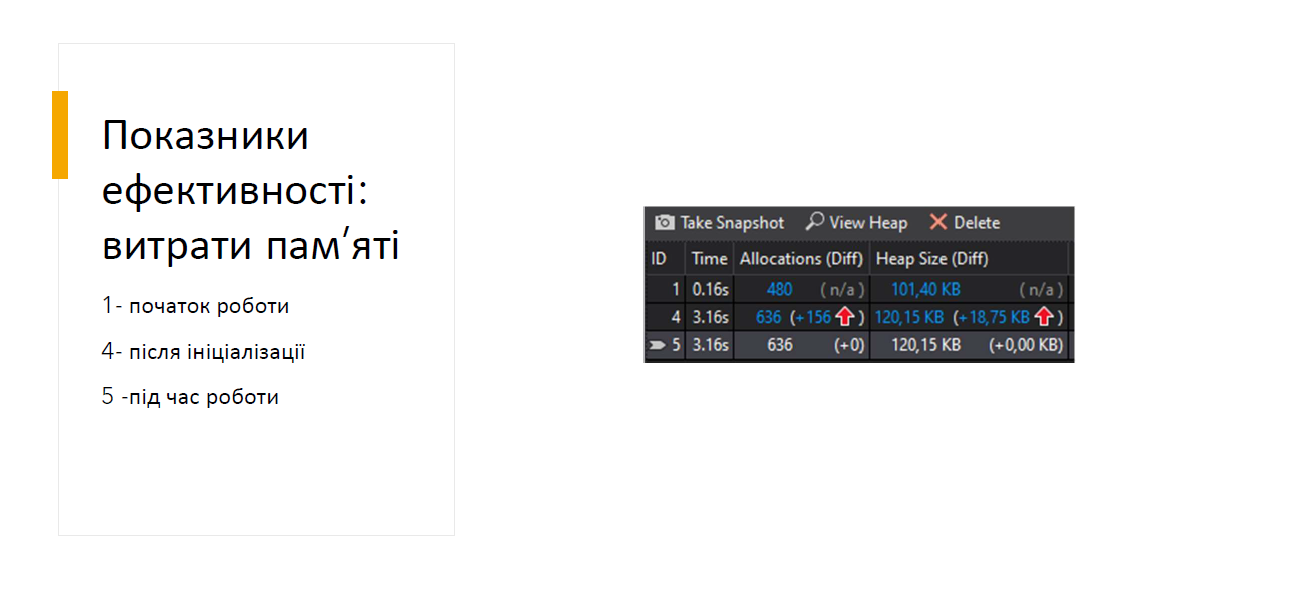 Показники
ефективності:
витрати пам’яті
1- початок роботи
4- після ініціалізації
5 -під час роботи
Take Snapshot View Heap Delete
ID Time Allocations (Diff) Heap Size (Diff)
1 0.16s 480 (n/a) 101,40 KB (n/a)
4 3.16s 636 (+156) 120,15 KB (+18,75 KB)
5 3.16s 636 (+0) 120,15 KB (+0,00 KB)